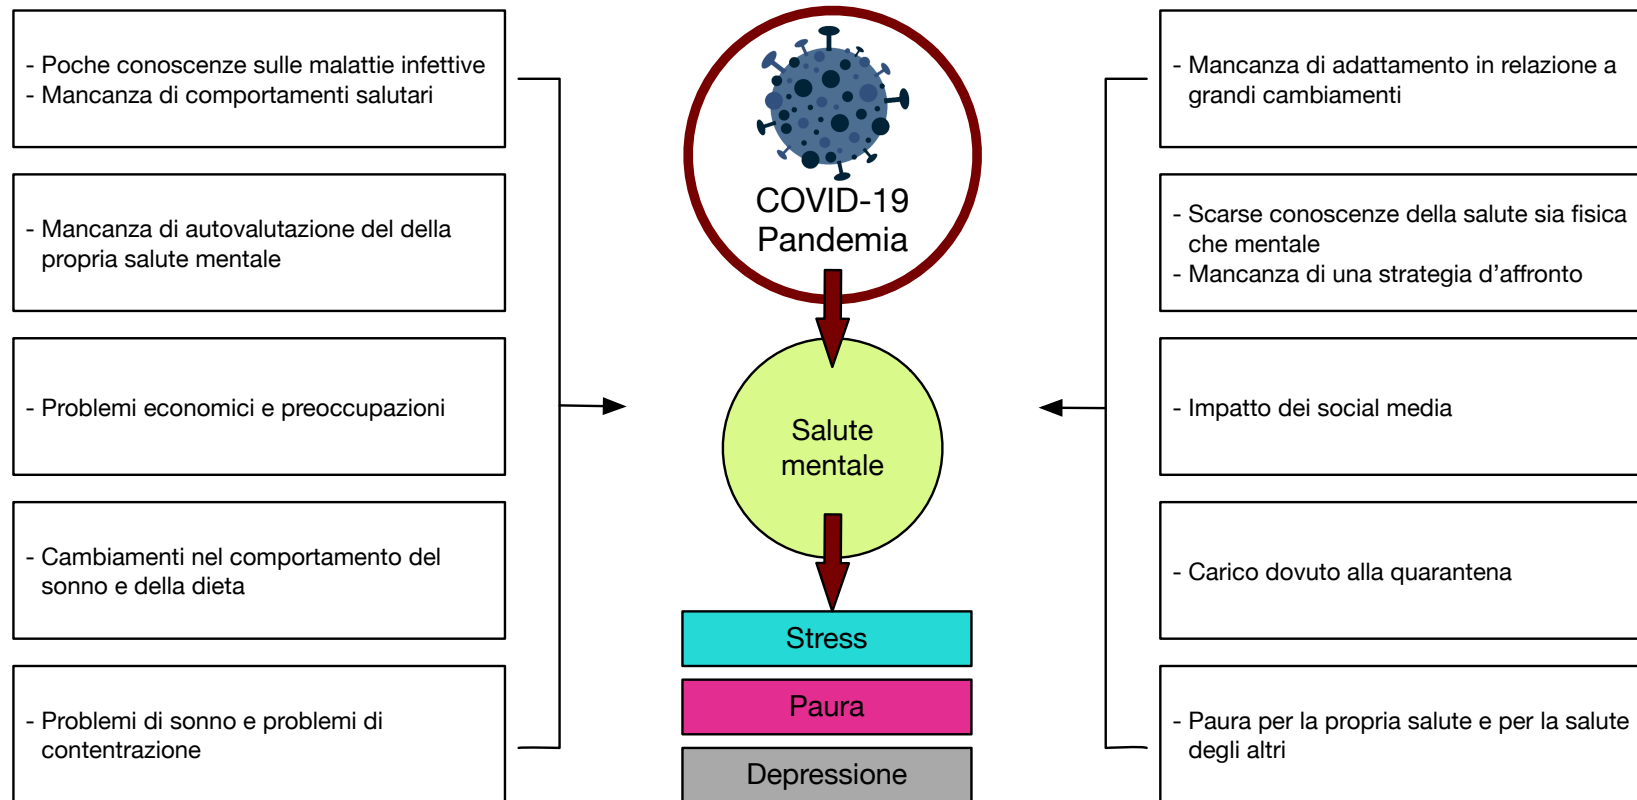 - Poche conoscenze sulle malattie infettive
- Mancanza di comportamenti salutari
- Mancanza di autovalutazione del della
propria salute mentale
- Problemi economici e preoccupazioni
- Cambiamenti nel comportamento del
sonno e della dieta
- Problemi di sonno e problemi di
contentrazione
COVID-19
Pandemia
Salute
mentale
Stress
Paura
Depressione
- Mancanza di adattamento in relazione a
grandi cambiamenti
- Scarse conoscenze della salute sia fisica
che mentale
- Mancanza di una strategia d’affronto
- Impatto dei social media
- Carico dovuto alla quarantena
- Paura per la propria salute e per la salute
degli altri